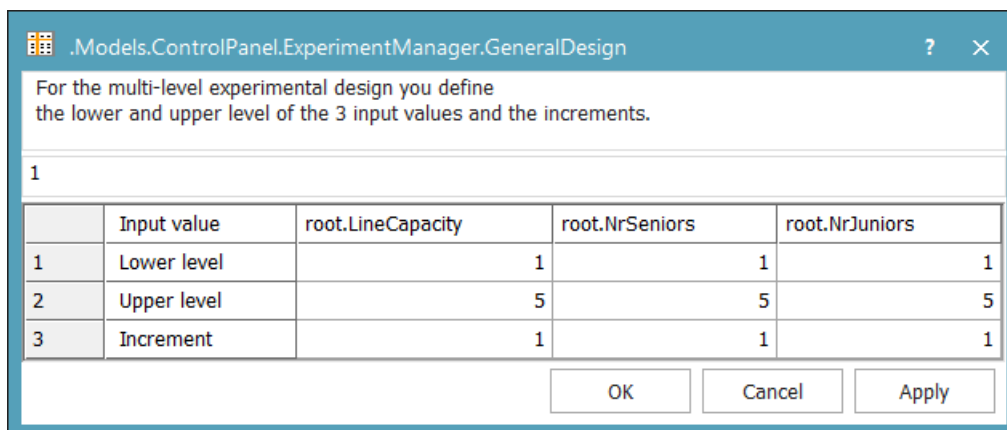 .Models.ControlPanel.ExperimentManager.GeneralDesign ? ✕
For the multi-level experimental design you define
the lower and upper level of the 3 input values and the increments.
1
Input value root.LineCapacity root.NrSeniors root.NrJuniors
1 Lower level 1 1 1
2 Upper level 5 5 5
3 Increment 1 1 1
OK Cancel Apply